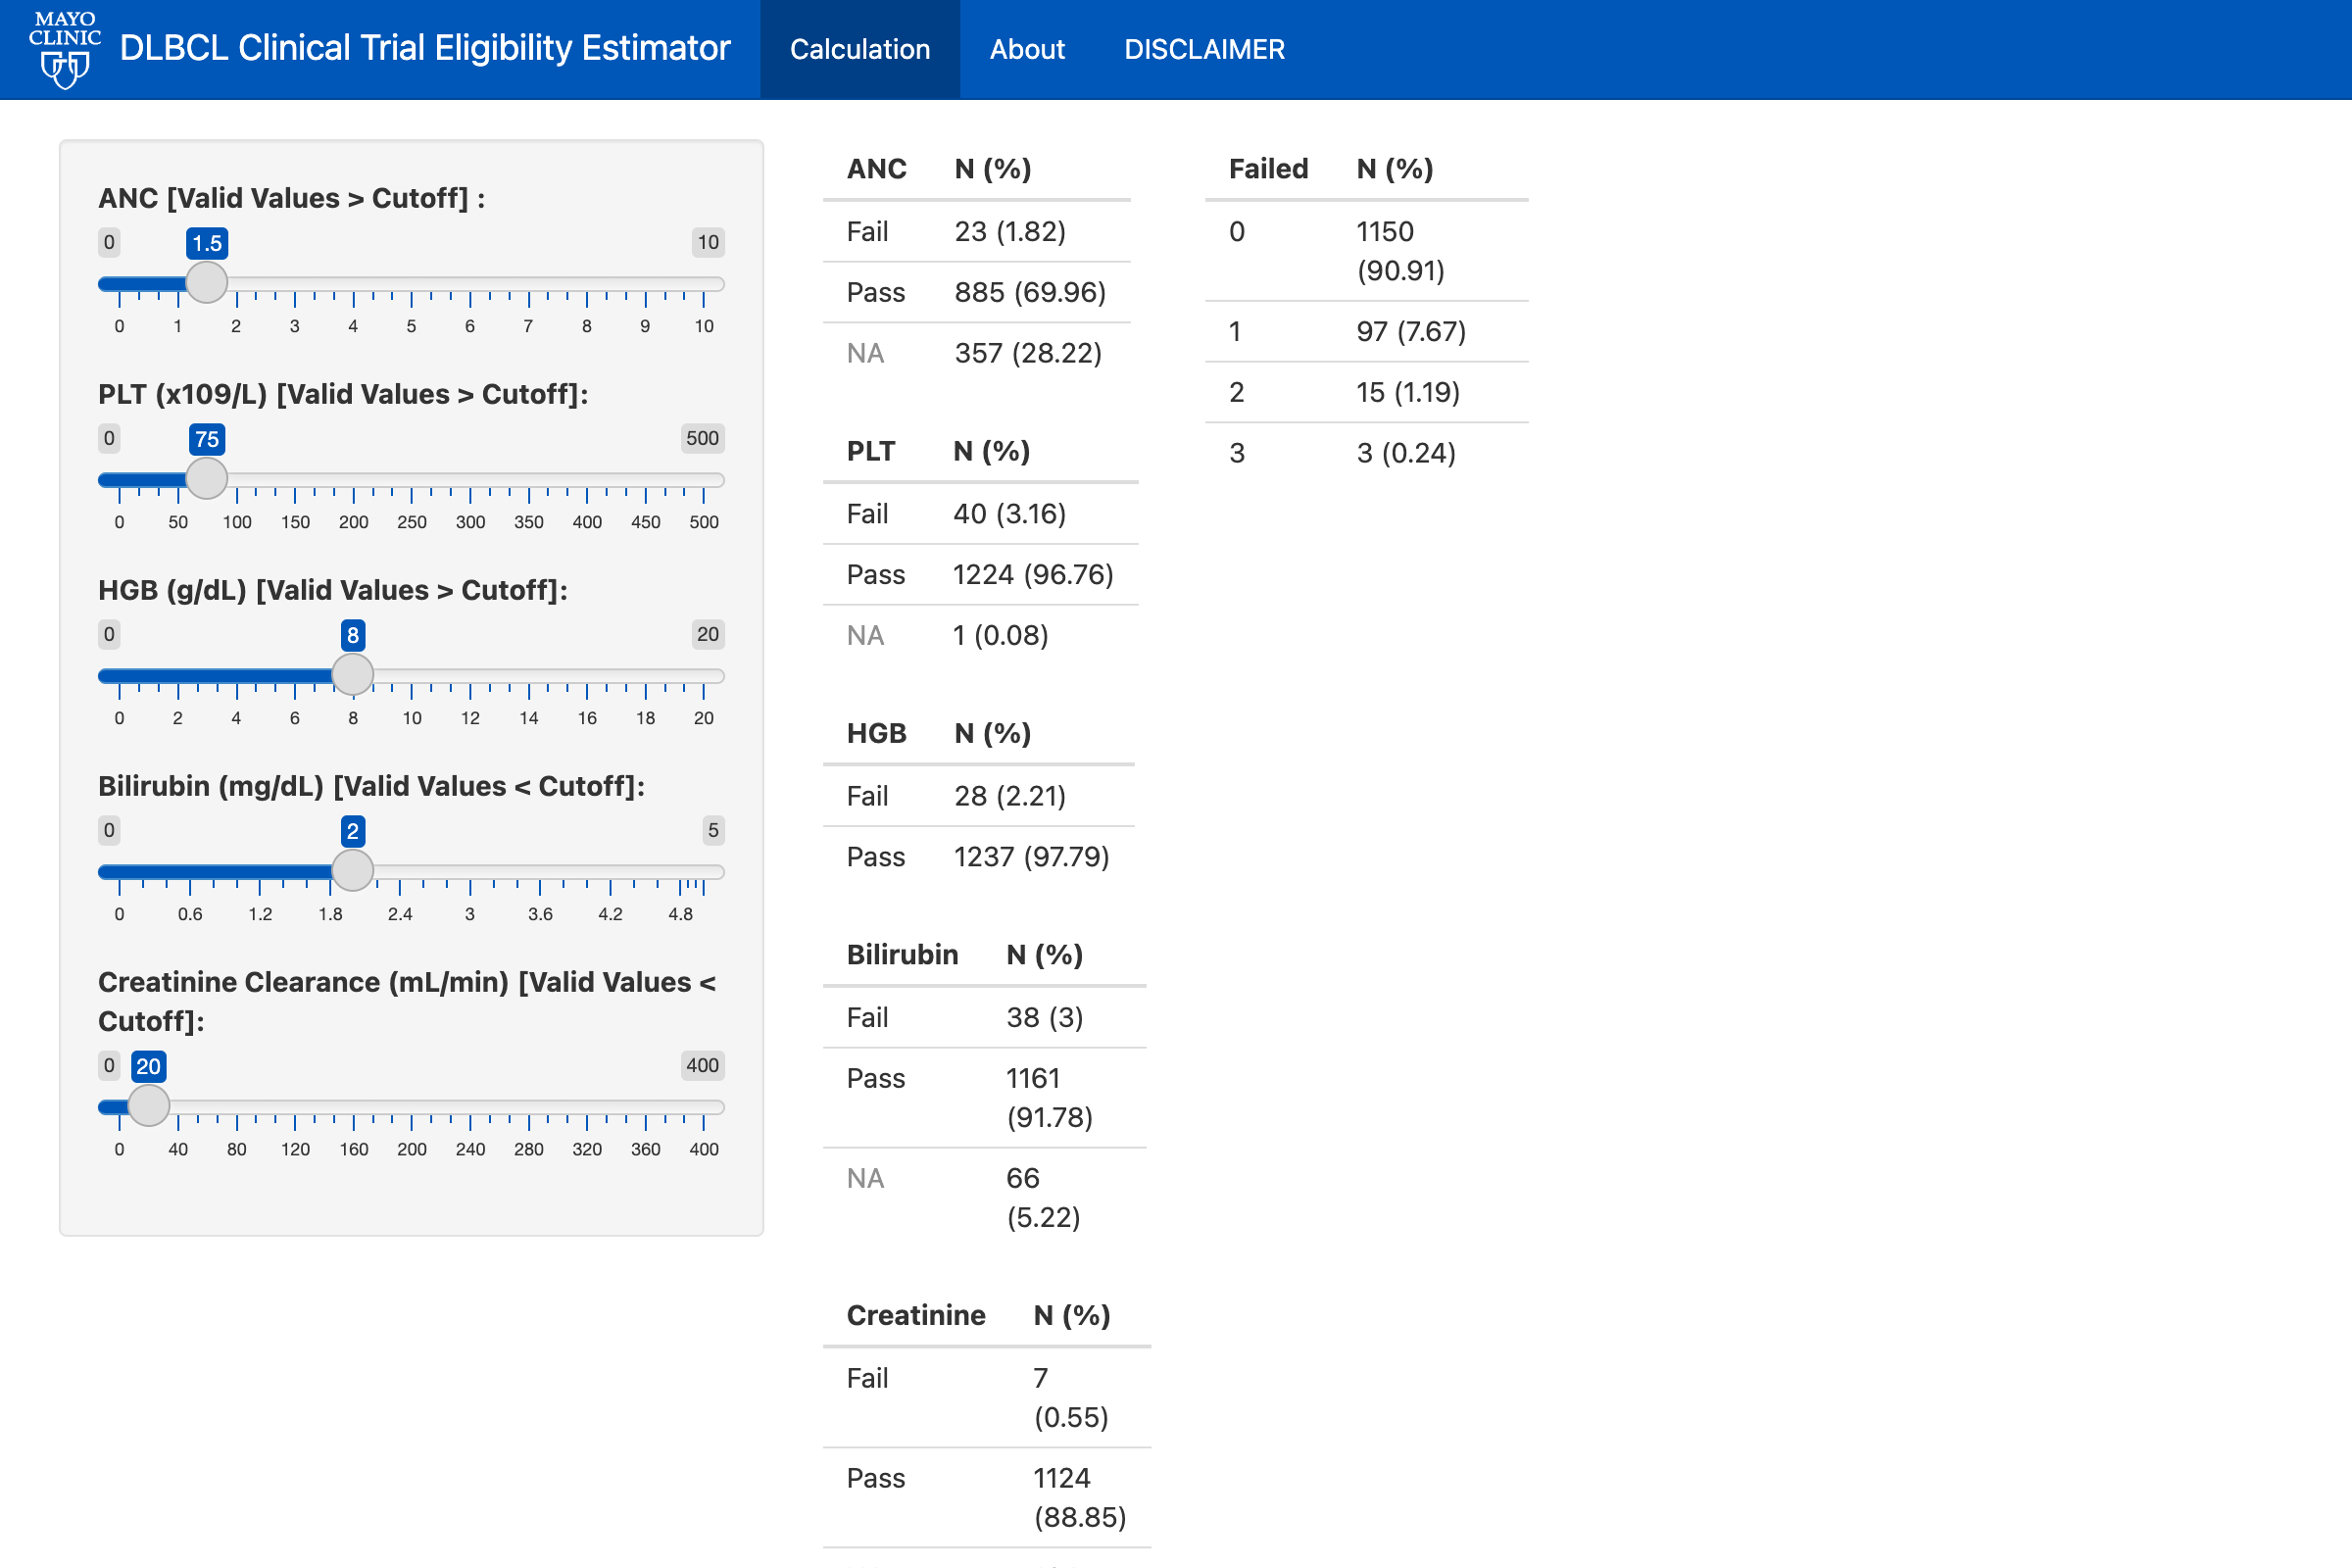 MAYO
CLINIC
DLBCL Clinical Trial Eligibility Estimator
Calculation
About
DISCLAIMER
ANC [Valid Values > Cutoff] :
0 1.5 10
0 1 2 3 4 5 6 7 8 9 10
PLT (x109/L) [Valid Values > Cutoff]:
0 75 500
0 50 100 150 200 250 300 350 400 450 500
HGB (g/dL) [Valid Values > Cutoff]:
0 8 20
0 2 4 6 8 10 12 14 16 18 20
Bilirubin (mg/dL) [Valid Values < Cutoff]:
0 2 5
0 0.6 1.2 1.8 2.4 3 3.6 4.2 4.8
Creatinine Clearance (mL/min) [Valid Values <
Cutoff]:
0 20 400
0 40 80 120 160 200 240 280 320 360 400
ANC N (%)
Fail 23 (1.82)
Pass 885 (69.96)
NA 357 (28.22)
PLT N (%)
Fail 40 (3.16)
Pass 1224 (96.76)
NA 1 (0.08)
HGB N (%)
Fail 28 (2.21)
Pass 1237 (97.79)
Bilirubin N (%)
Fail 38 (3)
Pass 1161
(91.78)
NA 66
(5.22)
Creatinine N (%)
Fail 7
(0.55)
Pass 1124
(88.85)
Failed N (%)
0 1150
(90.91)
1 97 (7.67)
2 15 (1.19)
3 3 (0.24)